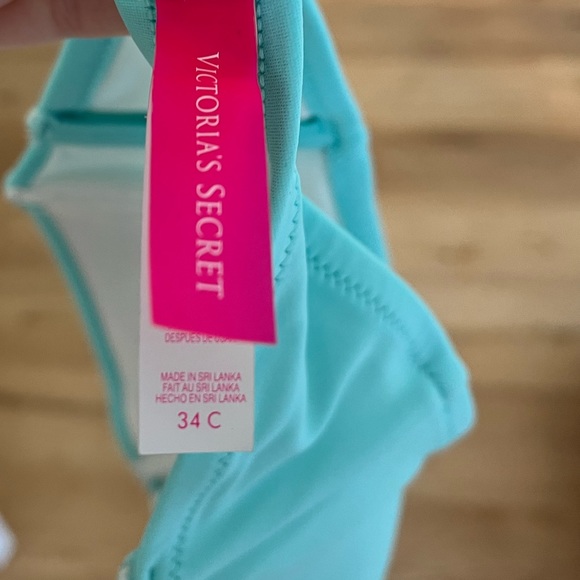 VICTORIA'S SECRET
MADE IN SRI LANKA
FAIT AU SRI LANKA
HECHO EN SRI LANKA
34 C